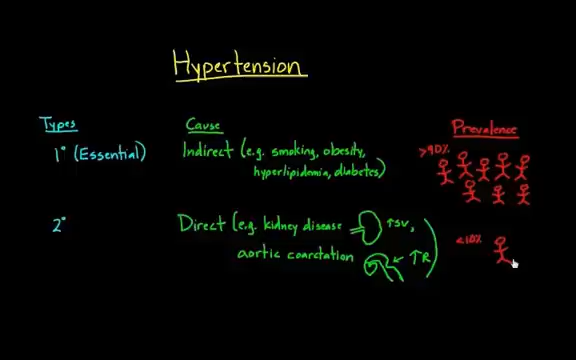 Hypertension
Types Cause Prevalence
1° (Essential) Indirect (e.g. smoking, obesity, >90%
hyperlipidemia, diabetes)
2° Direct (e.g. kidney disease ↑SV, <10%
aortic coarctation ↑R)